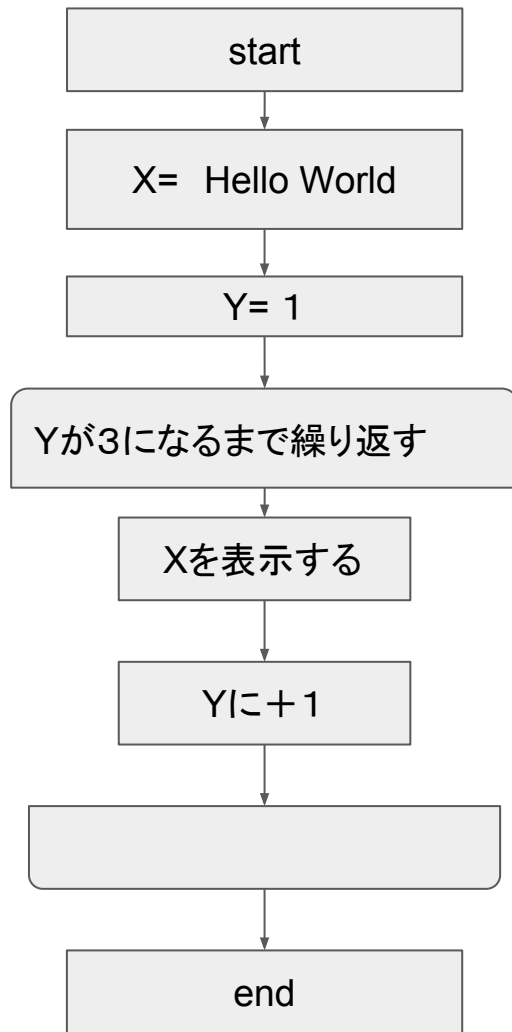 start
X=　Hello World
Y= １
Yが３になるまで繰り返す
Xを表示する
Yに＋１
end